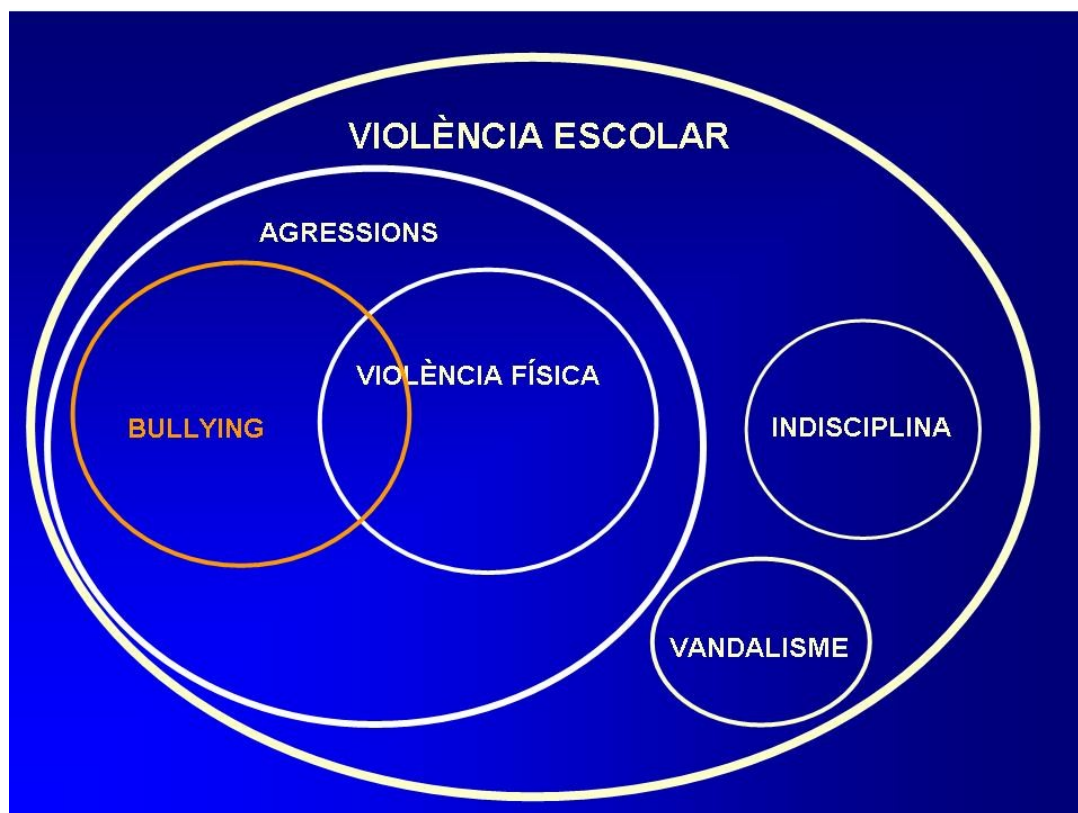 VIOLÈNCIA ESCOLAR
AGRESSIONS
VIOLÈNCIA FÍSICA
BULLYING
INDISCIPLINA
VANDALISME